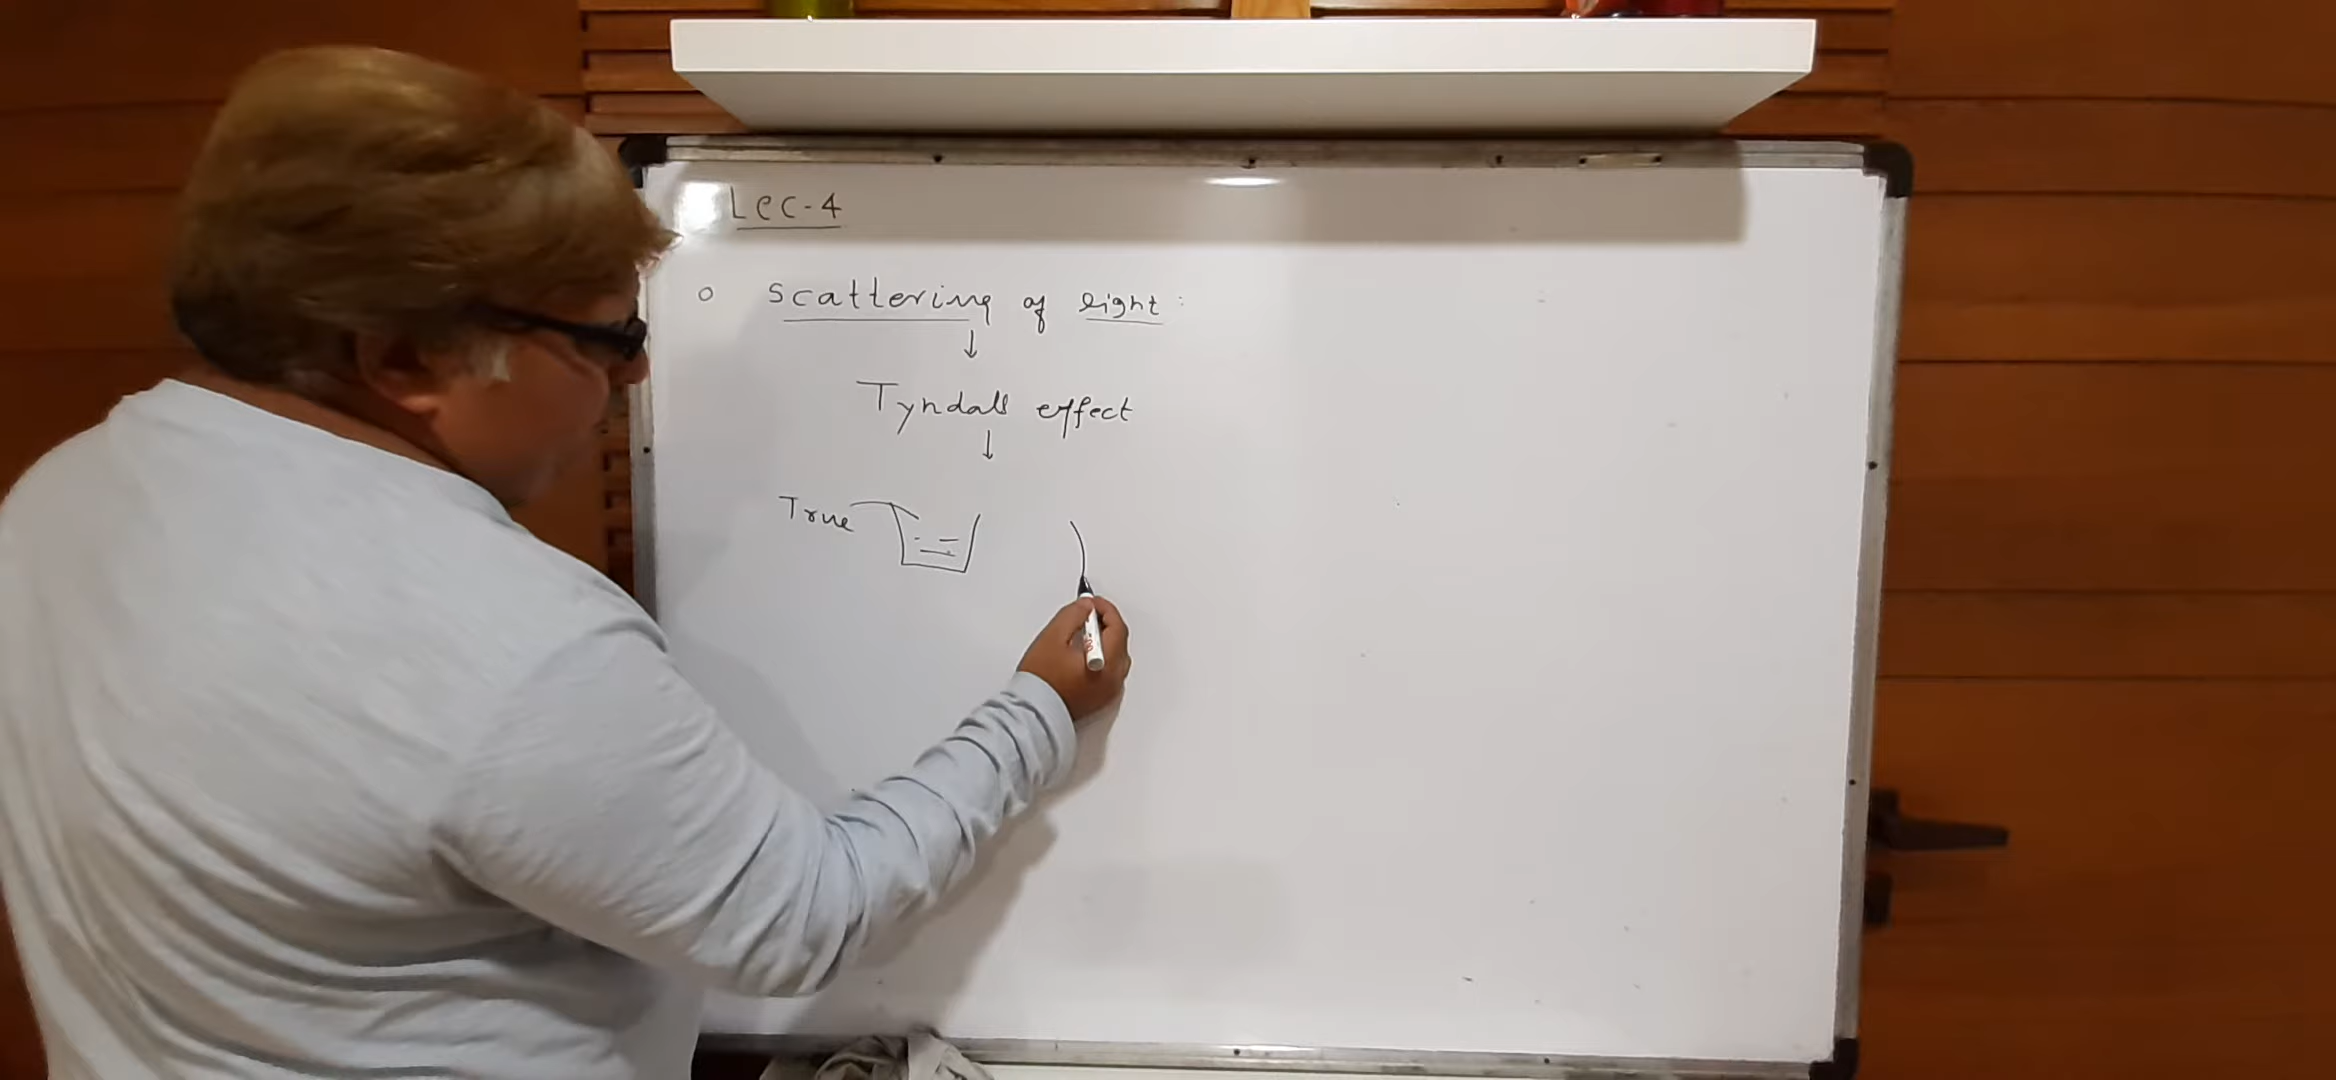 Lec-4
o scattering of light:
↓
Tyndall effect
↓
True